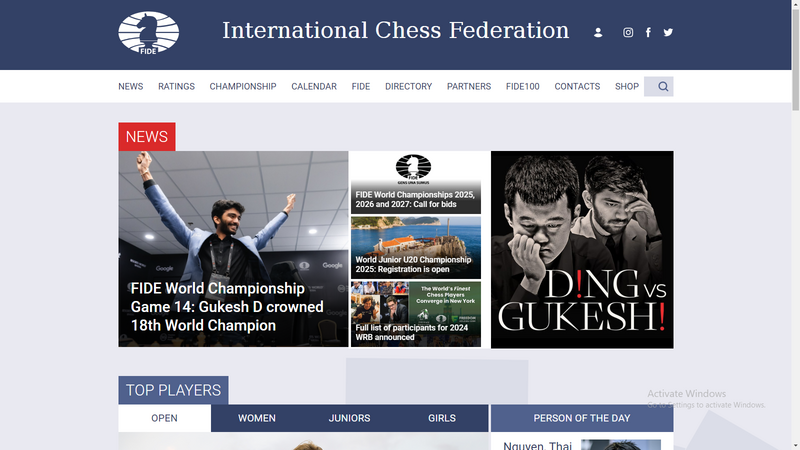 FIDE
International Chess Federation
NEWS RATINGS CHAMPIONSHIP CALENDAR FIDE DIRECTORY PARTNERS FIDE100 CONTACTS SHOP
NEWS
Google
FIDE World Championship
Game 14: Gukesh D crowned
18th World Champion
FIDE
GENS UNA SUMUS
FIDE World Championships 2025,
2026 and 2027: Call for bids
World Junior U20 Championship
2025: Registration is open
The World's Finest
Chess Players
Converge in New York
Full list of participants for 2024
WRB announced
D!NG VS
GUKESH!
TOP PLAYERS
OPEN WOMEN JUNIORS GIRLS
PERSON OF THE DAY
Nguyen, Thai
Activate Windows
Go to Settings to activate Windows.